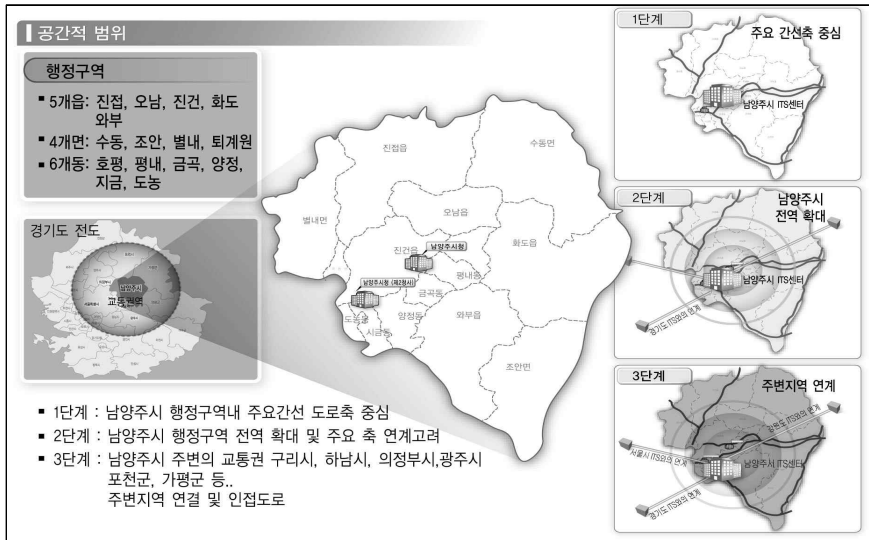 공간적 범위
행정구역
▪ 5개읍: 진접, 오남, 진건, 화도
와부
▪ 4개면: 수동, 조안, 별내, 퇴계원
▪ 6개동: 호평, 평내, 금곡, 양정,
지금, 도농
경기도 전도
남양주시
교통권역
진접읍
수동면
오남읍
별내면
화도읍
진건읍
남양주시청
평내동
남양주시청 (제2청사)
금곡동
도농동
양정동
와부읍
조안면
1단계
주요 간선축 중심
남양주시 ITS센터
2단계
남양주시
전역 확대
남양주시 ITS센터
경기도 ITS와의 연계
3단계
주변지역 연계
강원도 ITS와의 연계
서울시 ITS와의 연계
남양주시 ITS센터
경기도 ITS와의 연계
▪ 1단계 : 남양주시 행정구역내 주요간선 도로축 중심
▪ 2단계 : 남양주시 행정구역 전역 확대 및 주요 축 연계고려
▪ 3단계 : 남양주시 주변의 교통권 구리시, 하남시, 의정부시,광주시
포천군, 가평군 등..
주변지역 연결 및 인접도로